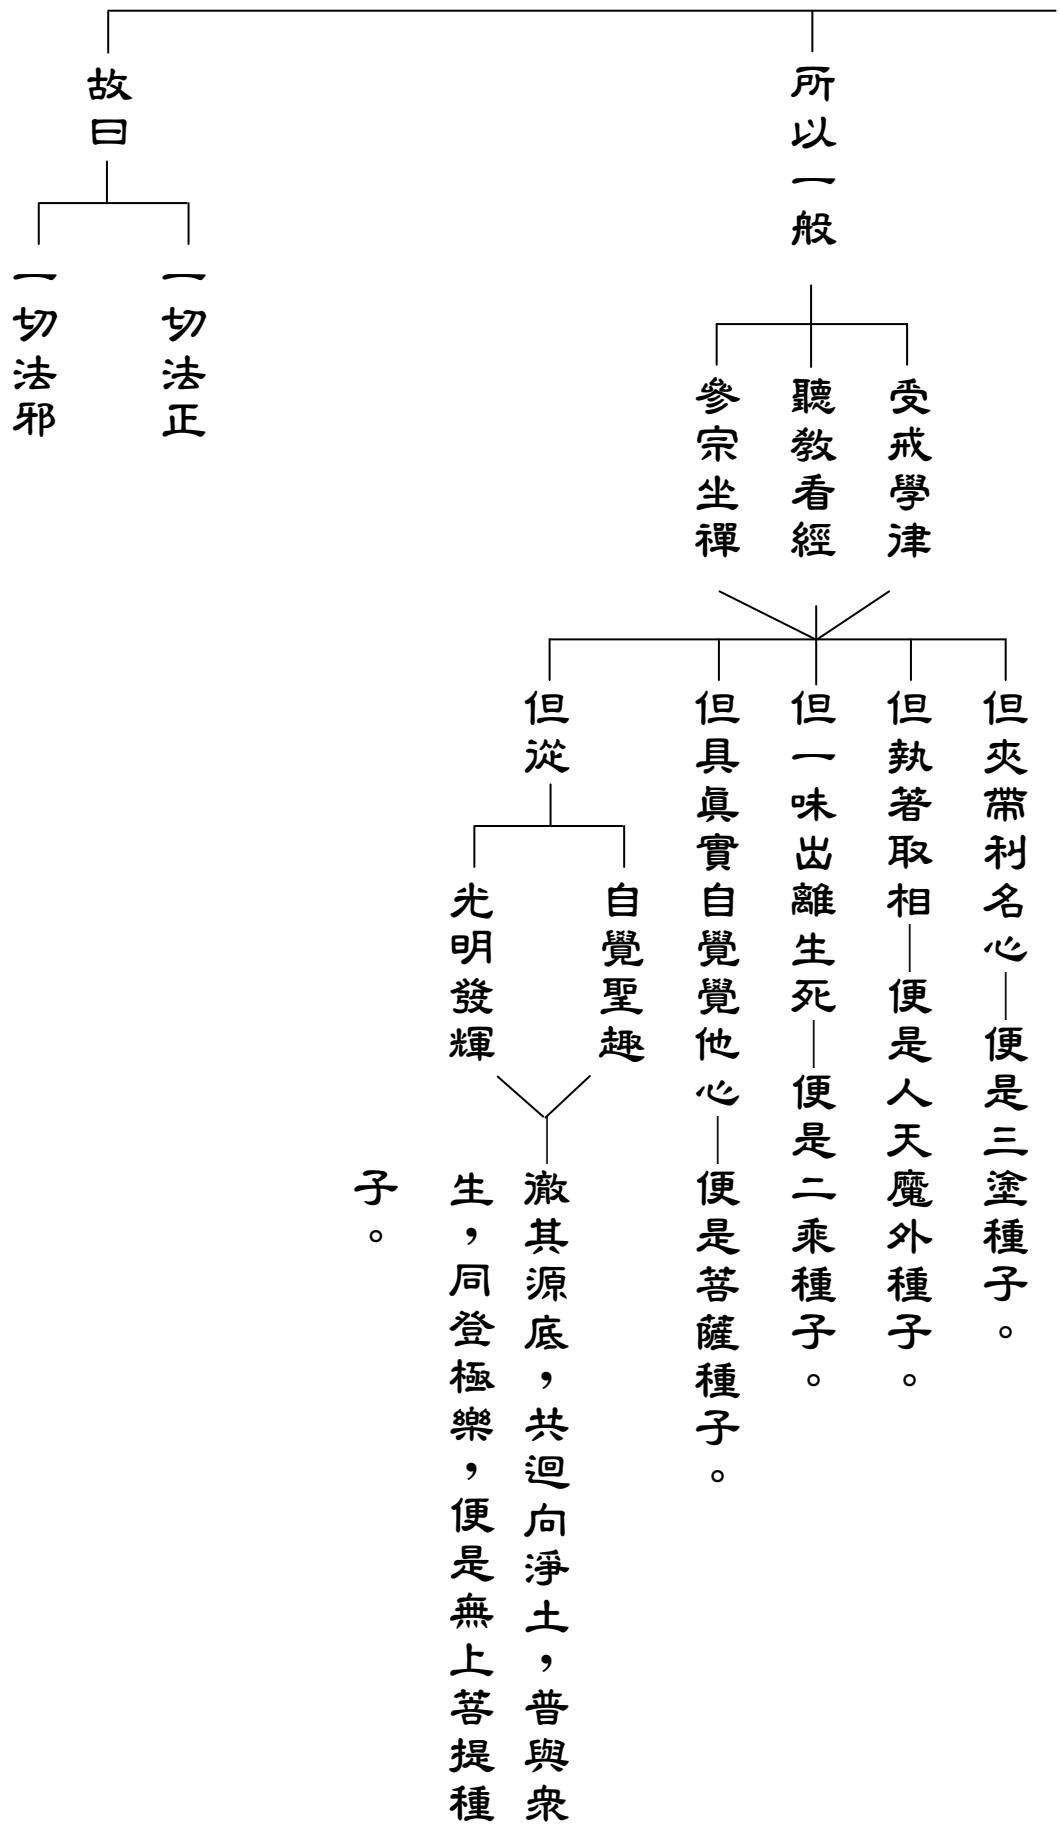 所以一般
受戒學律
聽教看經
參宗坐禪
但夾帶利名心
便是三塗種子。
但執著取相
便是人天魔外種子。
但一味出離生死
便是二乘種子。
但具真實自覺覺他心
便是菩薩種子。
但從
自覺聖趣
光明發輝
澈其源底，共迴向淨土，普與眾
生，同登極樂，便是無上菩提種
子。
故曰
一切法正
一切法邪